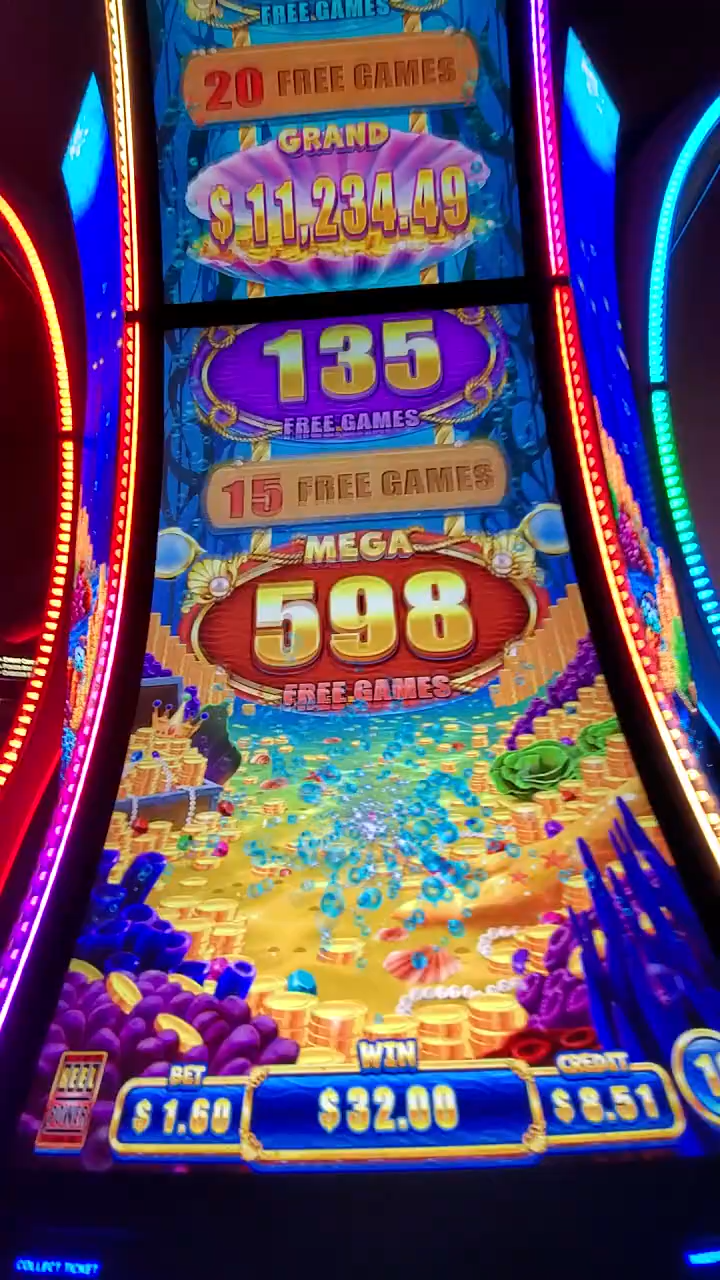 FREE GAMES
20 FREE GAMES
GRAND
$11,234.49
135
FREE GAMES
15 FREE GAMES
MEGA
598
FREE GAMES
REEL
POWER
BET
WIN
CREDIT
$1.60
$32.00
$8.51
COLLECT TICKET